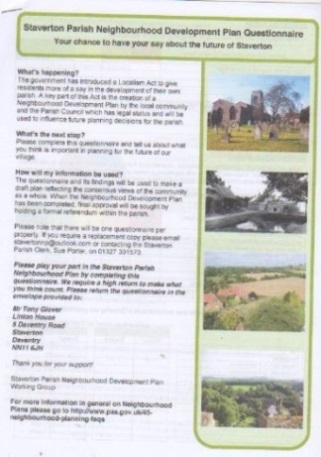 Staverton Parish Neighbourhood Development Plan Questionnaire
Your chance to have your say about the future of Staverton
What's happening?
The government has introduced a Localism Act to give
residents more of a say in the development of their own
parish. A key part of this Act is the creation of a
Neighbourhood Development Plan by the local community
and the Parish Council which has legal status and will be
used to influence future planning decisions for the parish.
What's the next step?
Please complete this questionnaire and tell us about what
you think is important in planning for the future of our
village.
How will my information be used?
The questionnaire and its findings will be used to make a
draft plan reflecting the consensus views of the community
as a whole. When the Neighbourhood Development Plan
has been completed, final approval will be sought by
holding a formal referendum within the parish.
Please note that there will be one questionnaire per
property. If you require a replacement copy please email
@outlook.com or contacting the Staverton
Parish Clerk, Sue Porter, on 01327
Please play your part in the Staverton Parish
Neighbourhood Plan by completing this
questionnaire. We require a high return to make what
you think count. Please return the questionnaire in the
envelope provided to:
Mr Tony Glover
Linton House
5 Daventry Road
Staverton
Daventry
NN11 6JH
Thank you for your support!
Staverton Parish Neighbourhood Development Plan
Working Group
For more information in general on Neighbourhood
Plans please go to http://www.pas.gov.uk/
neighbourhood-planning-faqs